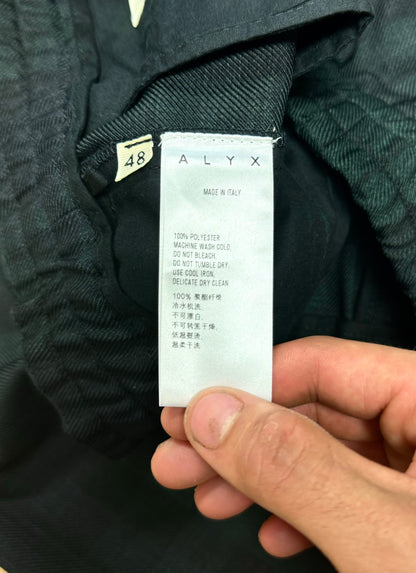 48
ALYX
MADE IN ITALY
100% POLYESTER
MACHINE WASH COLD,
DO NOT BLEACH,
DO NOT TUMBLE DRY,
USE COOL IRON,
DELICATE DRY CLEAN
100% 聚酯纤维
冷水机洗,
不可漂白,
不可转笼干燥,
低温熨烫,
温柔干洗